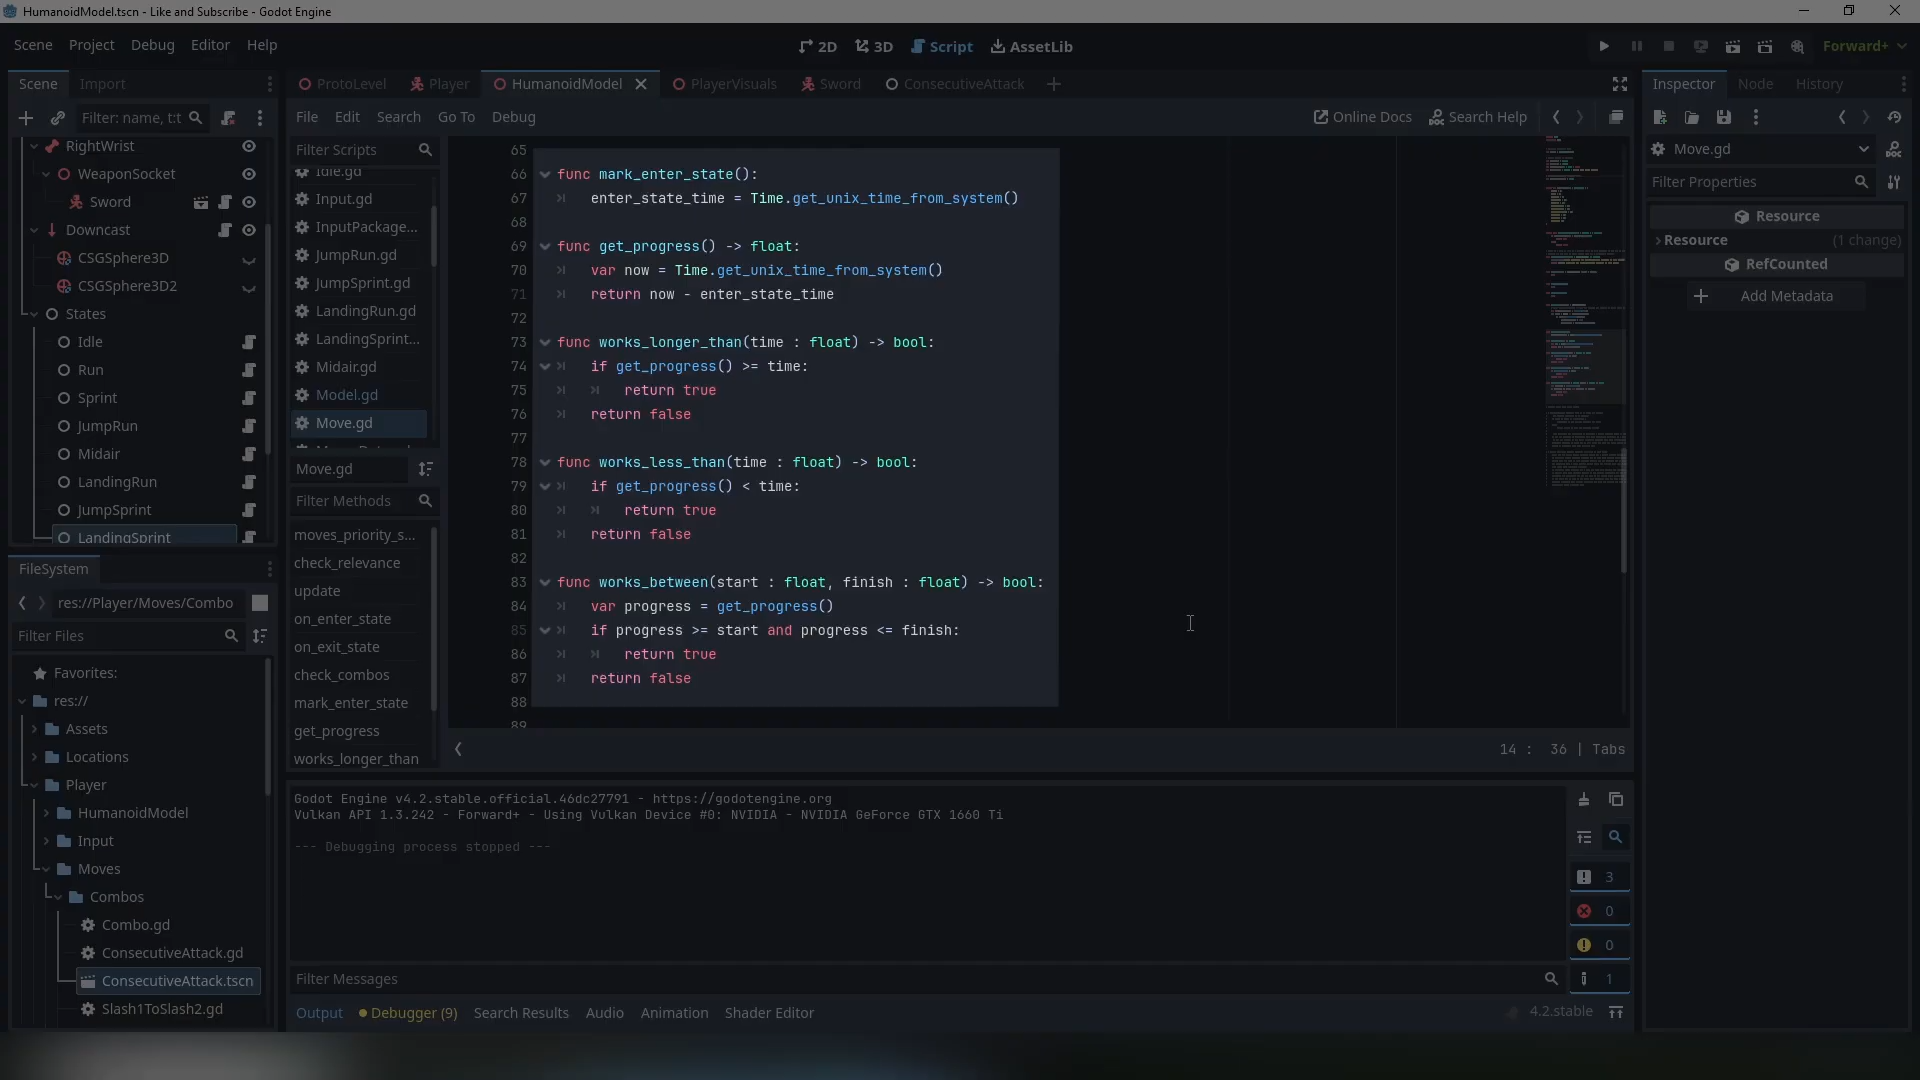 HumanoidModel.tscn - Like and Subscribe - Godot Engine
Scene Project Debug Editor Help
2D 3D Script AssetLib
Forward+
Scene Import
Filter: name, t:t
RightWrist
WeaponSocket
Sword
Downcast
CSGSphere3D
CSGSphere3D2
States
Idle
Run
Sprint
JumpRun
Midair
LandingRun
JumpSprint
LandingSprint
FileSystem
res://Player/Moves/Combo
Filter Files
Favorites:
res://
Assets
Locations
Player
HumanoidModel
Input
Moves
Combos
Combo.gd
ConsecutiveAttack.gd
ConsecutiveAttack.tscn
Slash1ToSlash2.gd
ProtoLevel Player HumanoidModel PlayerVisuals Sword ConsecutiveAttack
File Edit Search Go To Debug
Online Docs Search Help
Filter Scripts
Idle.gd
Input.gd
InputPackage...
JumpRun.gd
JumpSprint.gd
LandingRun.gd
LandingSprint...
Midair.gd
Model.gd
Move.gd
Move.gd
Filter Methods
moves_priority_s...
check_relevance
update
on_enter_state
on_exit_state
check_combos
mark_enter_state
get_progress
works_longer_than
65
66 func mark_enter_state():
67 enter_state_time = Time.get_unix_time_from_system()
68
69 func get_progress() -> float:
70 var now = Time.get_unix_time_from_system()
71 return now - enter_state_time
72
73 func works_longer_than(time : float) -> bool:
74 if get_progress() >= time:
75 return true
76 return false
77
78 func works_less_than(time : float) -> bool:
79 if get_progress() < time:
80 return true
81 return false
82
83 func works_between(start : float, finish : float) -> bool:
84 var progress = get_progress()
85 if progress >= start and progress <= finish:
86 return true
87 return false
88
89
14 : 36 | Tabs
Godot Engine v4.2.stable.official.46dc27791 - https://godotengine.org
Vulkan API 1.3.242 - Forward+ - Using Vulkan Device #0: NVIDIA - NVIDIA GeForce GTX 1660 Ti
--- Debugging process stopped ---
3
0
0
1
Filter Messages
Output Debugger (9) Search Results Audio Animation Shader Editor
4.2.stable
Inspector Node History
Move.gd
Filter Properties
Resource
Resource (1 change)
RefCounted
Add Metadata